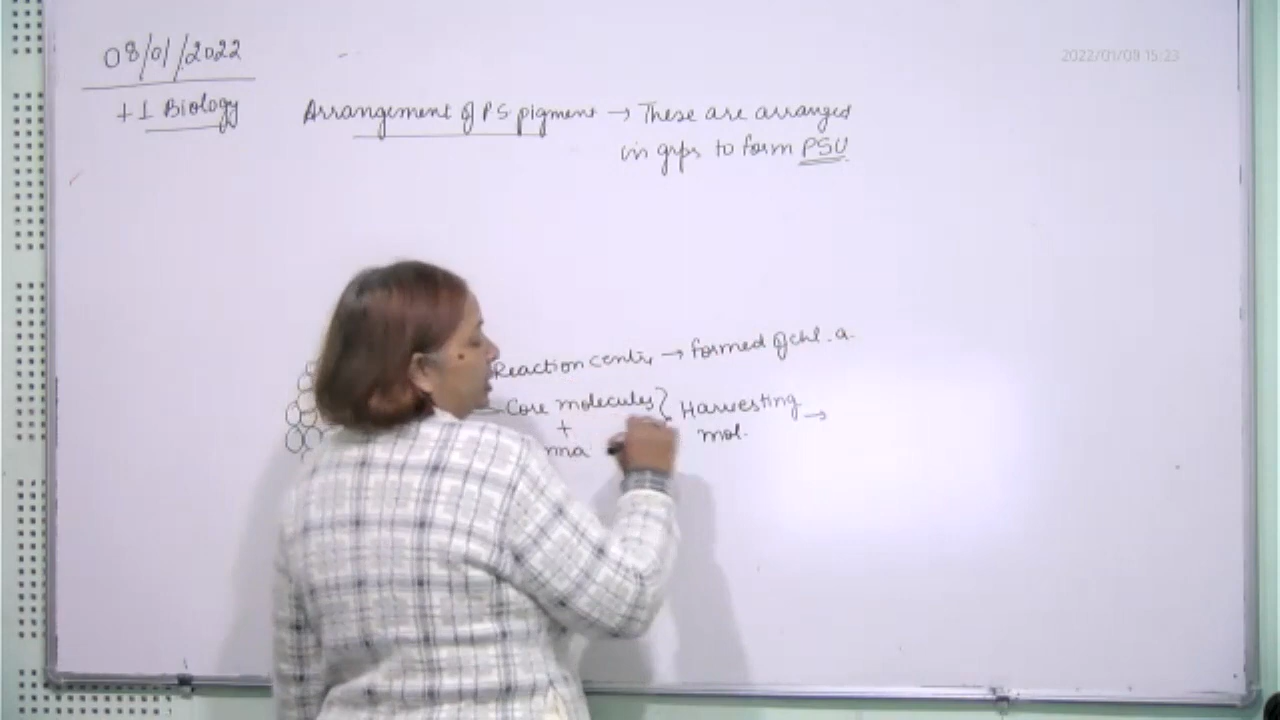 08/01/2022
2022/01/08 15:23
+1 Biology
Arrangement of PS pigment → These are arranged
in grps to form PSU
Reaction centre → formed of chl. a.
Core molecules } Harvesting →
+ mol.